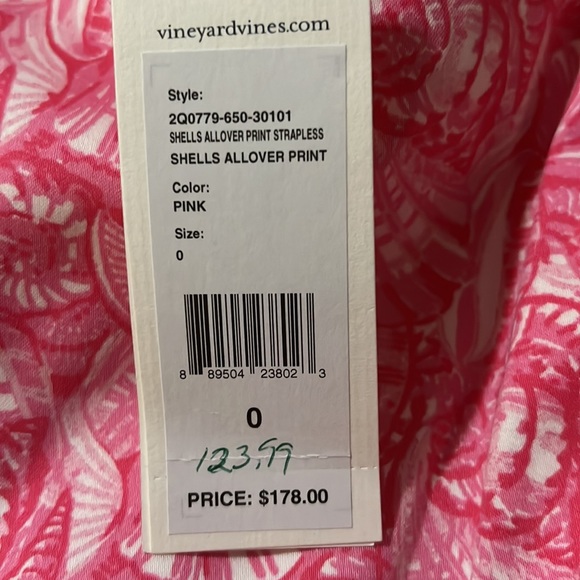 vineyardvines.com
Style:
2Q0779-650-30101
SHELLS ALLOVER PRINT STRAPLESS
SHELLS ALLOVER PRINT
Color:
PINK
Size:
0
8 89504 23802 3
0
123.99
PRICE: $178.00